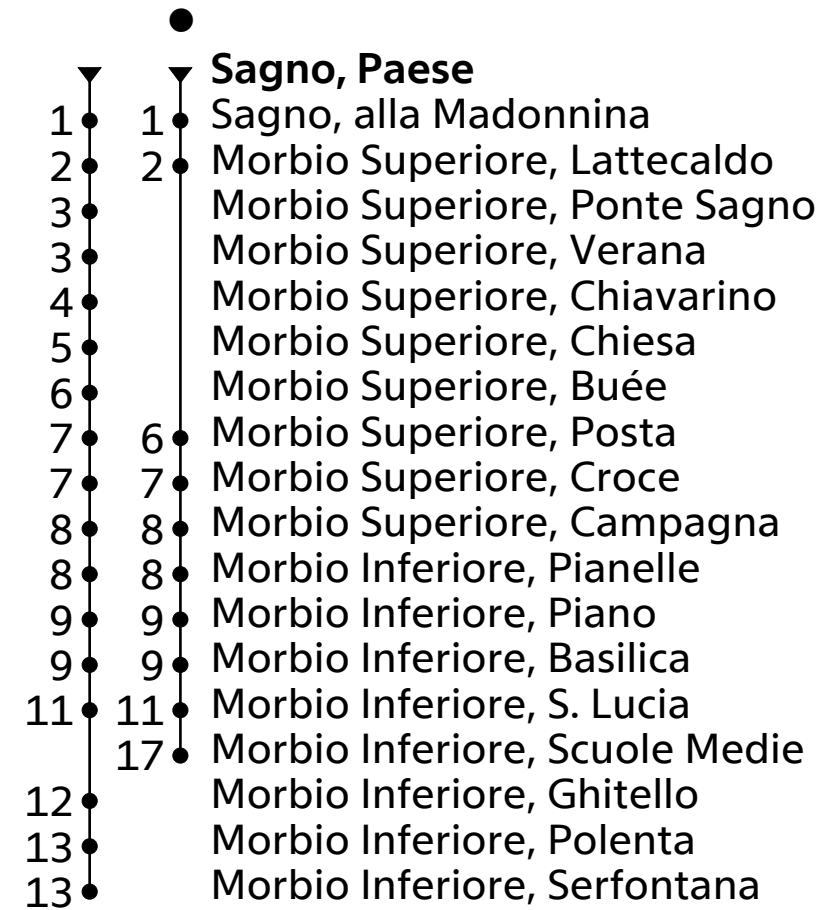 Sagno, Paese
1 1 Sagno, alla Madonnina
2 2 Morbio Superiore, Lattecaldo
3 Morbio Superiore, Ponte Sagno
3 Morbio Superiore, Verana
4 Morbio Superiore, Chiavarino
5 Morbio Superiore, Chiesa
6 Morbio Superiore, Buée
7 6 Morbio Superiore, Posta
7 7 Morbio Superiore, Croce
8 8 Morbio Superiore, Campagna
8 8 Morbio Inferiore, Pianelle
9 9 Morbio Inferiore, Piano
9 9 Morbio Inferiore, Basilica
11 11 Morbio Inferiore, S. Lucia
17 Morbio Inferiore, Scuole Medie
12 Morbio Inferiore, Ghitello
13 Morbio Inferiore, Polenta
13 Morbio Inferiore, Serfontana